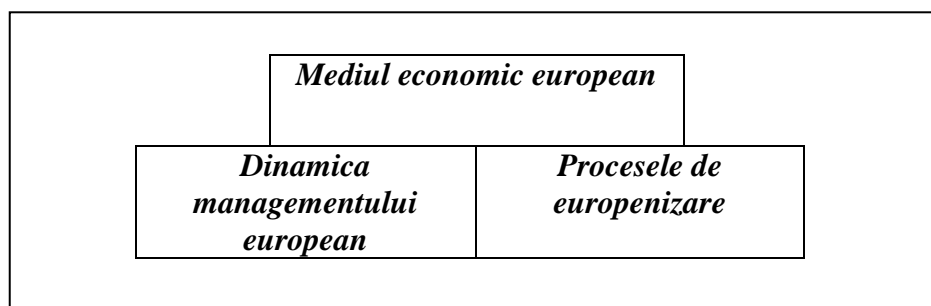 Mediul economic european
Dinamica
managementului
european
Procesele de
europenizare